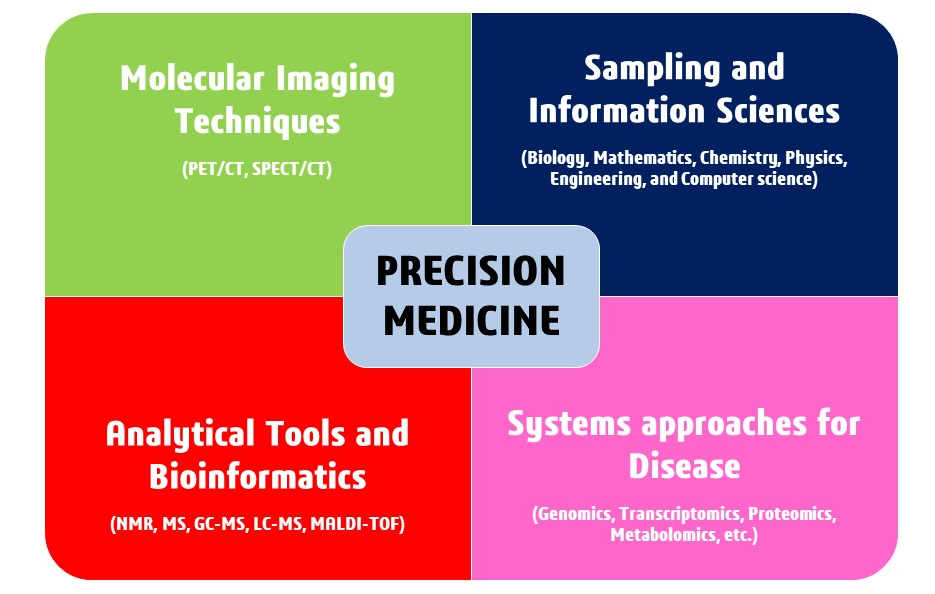 Molecular Imaging
Techniques
(PET/CT, SPECT/CT)
Sampling and
Information Sciences
(Biology, Mathematics, Chemistry, Physics,
Engineering, and Computer science)
PRECISION
MEDICINE
Analytical Tools and
Bioinformatics
(NMR, MS, GC-MS, LC-MS, MALDI-TOF)
Systems approaches for
Disease
(Genomics, Transcriptomics, Proteomics,
Metabolomics, etc.)